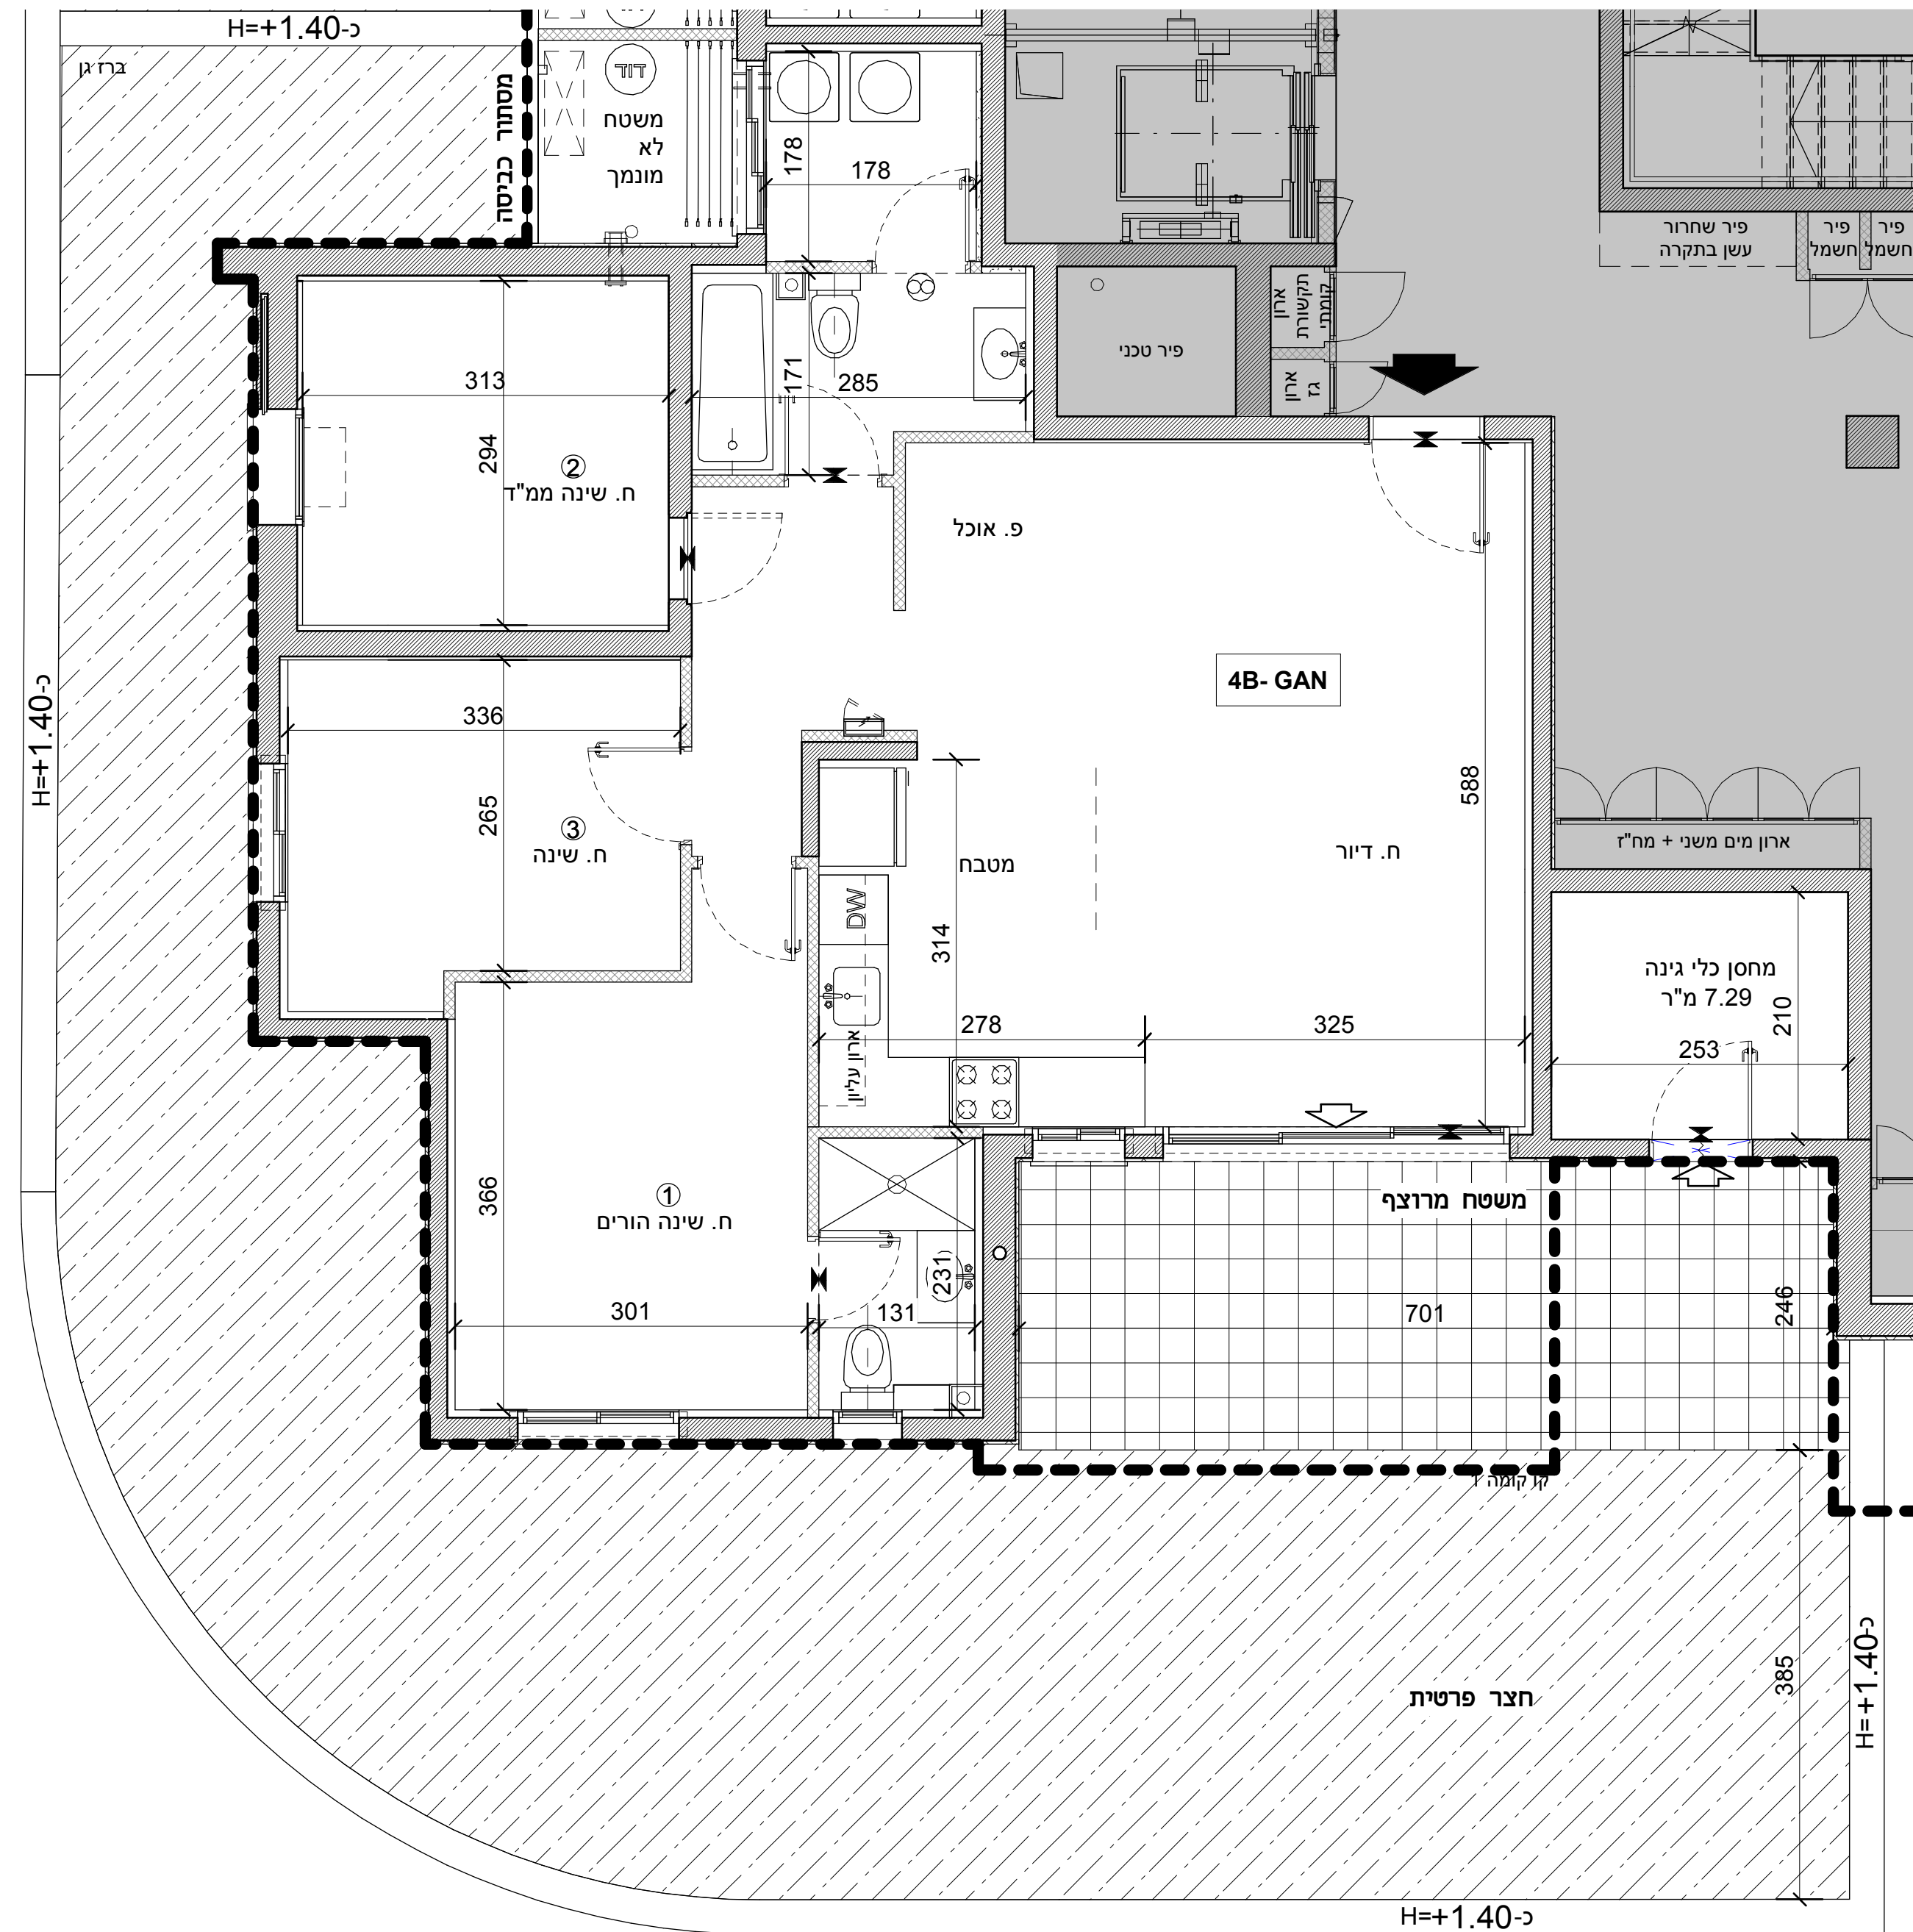 H=+1.40-כ
ברז גן
מסתור כביסה
דוד
משטח
לא
מונמך
178
178
פיר שחרור
עשן בתקרה
פיר
חשמל
פיר
חשמל
ארון
תקשורת
קומתי
פיר טכני
ארון
גז
171
285
313
294
2
ח. שינה ממ"ד
פ. אוכל
4B- GAN
H=+1.40-כ
336
265
3
ח. שינה
588
מטבח
ח. דיור
ארון מים משני + מח"ז
DW
314
מחסן כלי גינה
7.29 מ"ר
210
253
278
325
ארון עליון
366
1
ח. שינה הורים
משטח מרוצף
231
301
131
701
246
קו קומה 1
חצר פרטית
385
H=+1.40-כ
H=+1.40-כ